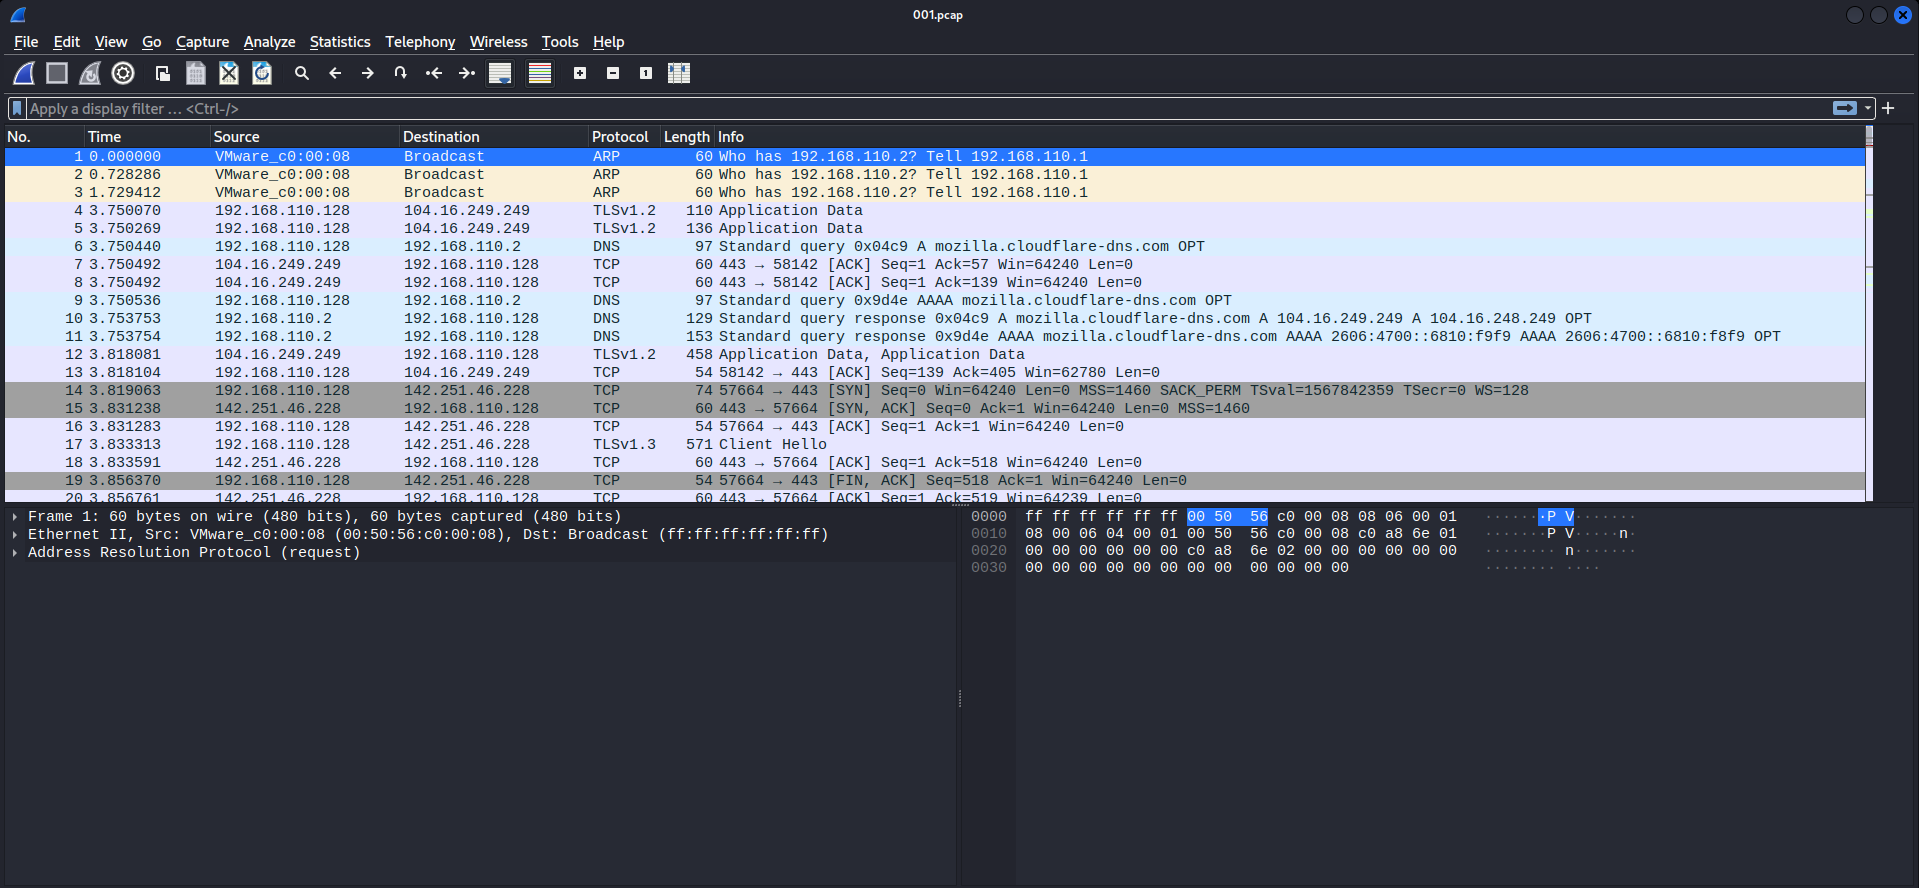 001.pcap
File Edit View Go Capture Analyze Statistics Telephony Wireless Tools Help
Apply a display filter … <Ctrl-/>
No. Time Source Destination Protocol Length Info
1 0.000000 VMware_c0:00:08 Broadcast ARP 60 Who has 192.168.110.2? Tell 192.168.110.1
2 0.728286 VMware_c0:00:08 Broadcast ARP 60 Who has 192.168.110.2? Tell 192.168.110.1
3 1.729412 VMware_c0:00:08 Broadcast ARP 60 Who has 192.168.110.2? Tell 192.168.110.1
4 3.750070 192.168.110.128 104.16.249.249 TLSv1.2 110 Application Data
5 3.750269 192.168.110.128 104.16.249.249 TLSv1.2 136 Application Data
6 3.750440 192.168.110.128 192.168.110.2 DNS 97 Standard query 0x04c9 A mozilla.cloudflare-dns.com OPT
7 3.750492 104.16.249.249 192.168.110.128 TCP 60 443 → 58142 [ACK] Seq=1 Ack=57 Win=64240 Len=0
8 3.750492 104.16.249.249 192.168.110.128 TCP 60 443 → 58142 [ACK] Seq=1 Ack=139 Win=64240 Len=0
9 3.750536 192.168.110.128 192.168.110.2 DNS 97 Standard query 0x9d4e AAAA mozilla.cloudflare-dns.com OPT
10 3.753753 192.168.110.2 192.168.110.128 DNS 129 Standard query response 0x04c9 A mozilla.cloudflare-dns.com A 104.16.249.249 A 104.16.248.249 OPT
11 3.753754 192.168.110.2 192.168.110.128 DNS 153 Standard query response 0x9d4e AAAA mozilla.cloudflare-dns.com AAAA 2606:4700::6810:f9f9 AAAA 2606:4700::6810:f8f9 OPT
12 3.818081 104.16.249.249 192.168.110.128 TLSv1.2 458 Application Data, Application Data
13 3.818104 192.168.110.128 104.16.249.249 TCP 54 58142 → 443 [ACK] Seq=139 Ack=405 Win=62780 Len=0
14 3.819063 192.168.110.128 142.251.46.228 TCP 74 57664 → 443 [SYN] Seq=0 Win=64240 Len=0 MSS=1460 SACK_PERM TSval=1567842359 TSecr=0 WS=128
15 3.831238 142.251.46.228 192.168.110.128 TCP 60 443 → 57664 [SYN, ACK] Seq=0 Ack=1 Win=64240 Len=0 MSS=1460
16 3.831283 192.168.110.128 142.251.46.228 TCP 54 57664 → 443 [ACK] Seq=1 Ack=1 Win=64240 Len=0
17 3.833313 192.168.110.128 142.251.46.228 TLSv1.3 571 Client Hello
18 3.833591 142.251.46.228 192.168.110.128 TCP 60 443 → 57664 [ACK] Seq=1 Ack=518 Win=64240 Len=0
19 3.856370 192.168.110.128 142.251.46.228 TCP 54 57664 → 443 [FIN, ACK] Seq=518 Ack=1 Win=64240 Len=0
20 3.856761 142.251.46.228 192.168.110.128 TCP 60 443 → 57664 [ACK] Seq=1 Ack=519 Win=64239 Len=0
Frame 1: 60 bytes on wire (480 bits), 60 bytes captured (480 bits)
Ethernet II, Src: VMware_c0:00:08 (00:50:56:c0:00:08), Dst: Broadcast (ff:ff:ff:ff:ff:ff)
Address Resolution Protocol (request)
0000 ff ff ff ff ff ff 00 50 56 c0 00 08 08 06 00 01 ·······P V·······
0010 08 00 06 04 00 01 00 50 56 c0 00 08 c0 a8 6e 01 ·······P V·····n·
0020 00 00 00 00 00 00 c0 a8 6e 02 00 00 00 00 00 00 ········ n·······
0030 00 00 00 00 00 00 00 00 00 00 00 00 ········ ····